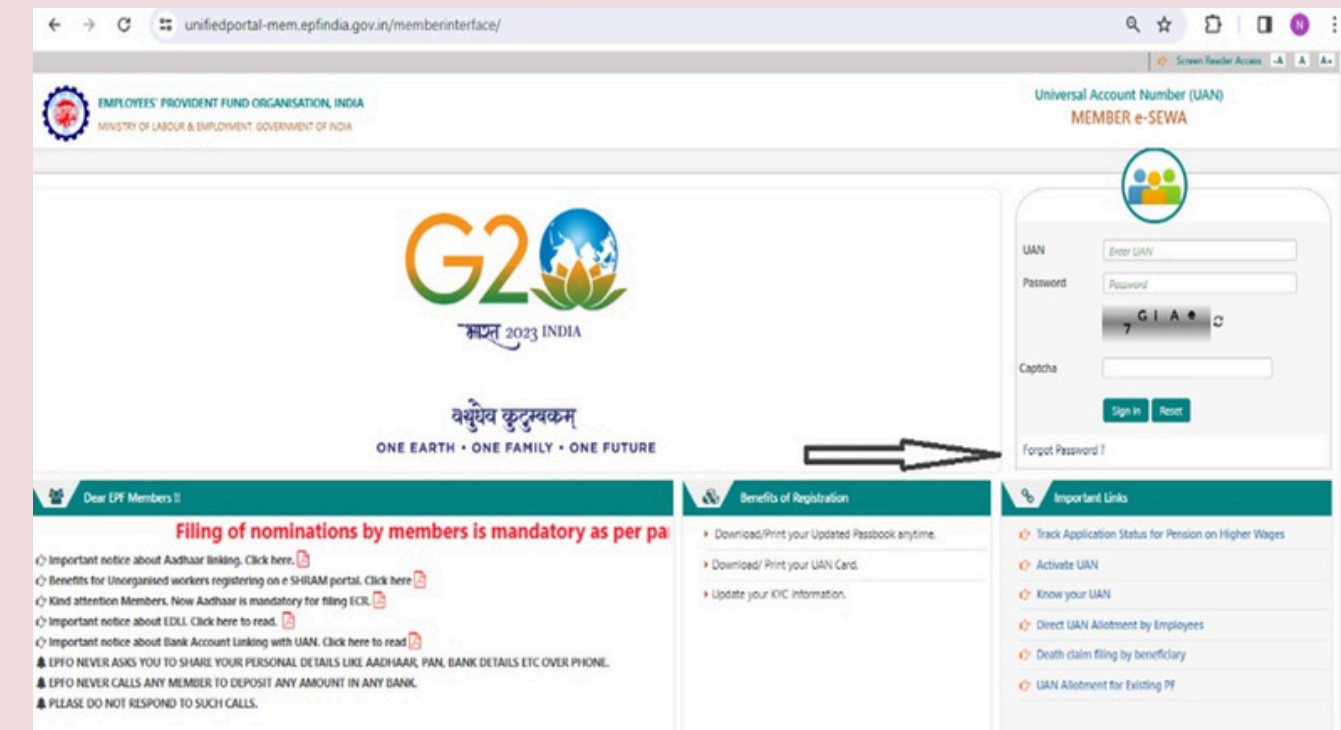 unifiedportal-mem.epfindia.gov.in/memberinterface/
N
Screen Reader Access -A A A+
EMPLOYEES' PROVIDENT FUND ORGANISATION, INDIA
MINISTRY OF LABOUR & EMPLOYMENT, GOVERNMENT OF INDIA
Universal Account Number (UAN)
MEMBER e-SEWA
G20
भारत 2023 INDIA
वसुधैव कुटुम्बकम्
ONE EARTH • ONE FAMILY • ONE FUTURE
UAN Enter UAN
Password Password
7 G I A
Captcha
Sign In Reset
Forgot Password ?
Dear EPF Members !!
Filing of nominations by members is mandatory as per pa
Important notice about Aadhaar linking. Click here.
Benefits for Unorganised workers registering on e SHRAM portal. Click here
Kind attention Members. Now Aadhaar is mandatory for filing ECR.
Important notice about EDLI. Click here to read.
Important notice about Bank Account Linking with UAN. Click here to read
EPFO NEVER ASKS YOU TO SHARE YOUR PERSONAL DETAILS LIKE AADHAAR, PAN, BANK DETAILS ETC OVER PHONE.
EPFO NEVER CALLS ANY MEMBER TO DEPOSIT ANY AMOUNT IN ANY BANK.
PLEASE DO NOT RESPOND TO SUCH CALLS.
Benefits of Registration
Download/Print your Updated Passbook anytime.
Download/ Print your UAN Card.
Update your KYC Information.
Important Links
Track Application Status for Pension on Higher Wages
Activate UAN
Know your UAN
Direct UAN Allotment by Employees
Death claim filing by beneficiary
UAN Allotment for Existing PF